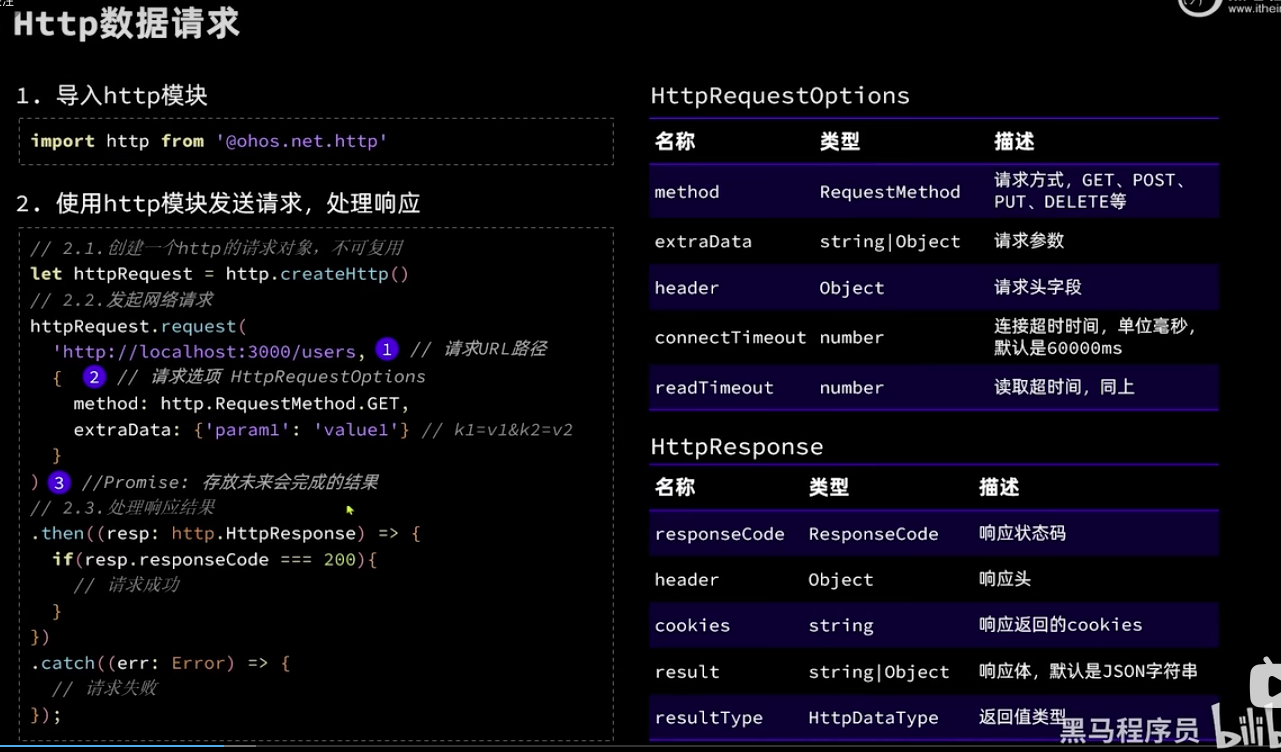 Http数据请求
www.ithei
1. 导入http模块
import http from '@ohos.net.http'
2. 使用http模块发送请求，处理响应
// 2.1.创建一个http的请求对象，不可复用
let httpRequest = http.createHttp()
// 2.2.发起网络请求
httpRequest.request(
'http://localhost:3000/users, 1 // 请求URL路径
{ 2 // 请求选项 HttpRequestOptions
method: http.RequestMethod.GET,
extraData: {'param1': 'value1'} // k1=v1&k2=v2
}
) 3 //Promise: 存放未来会完成的结果
// 2.3.处理响应结果
.then((resp: http.HttpResponse) => {
if(resp.responseCode === 200){
// 请求成功
}
})
.catch((err: Error) => {
// 请求失败
});
HttpRequestOptions
名称 类型 描述
method RequestMethod 请求方式，GET、POST、
PUT、DELETE等
extraData string|Object 请求参数
header Object 请求头字段
connectTimeout number 连接超时时间，单位毫秒，
默认是60000ms
readTimeout number 读取超时间，同上
HttpResponse
名称 类型 描述
responseCode ResponseCode 响应状态码
header Object 响应头
cookies string 响应返回的cookies
result string|Object 响应体，默认是JSON字符串
resultType HttpDataType 返回值类型
黑马程序员 bilib